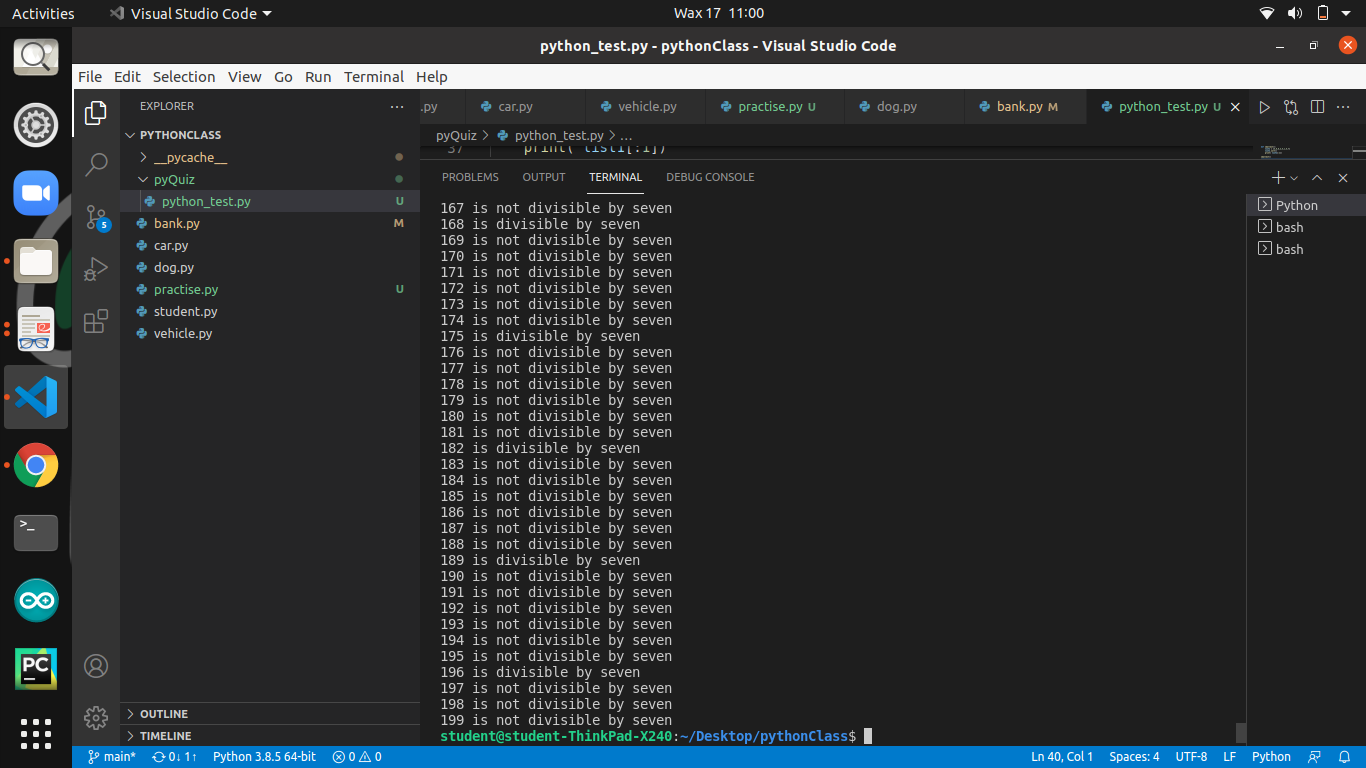 Activities
Visual Studio Code
Wax 17 11:00
python_test.py - pythonClass - Visual Studio Code
File Edit Selection View Go Run Terminal Help
EXPLORER
PYTHONCLASS
__pycache__
pyQuiz
python_test.py U
bank.py M
car.py
dog.py
practise.py U
student.py
vehicle.py
OUTLINE
TIMELINE
.py
car.py
vehicle.py
practise.py U
dog.py
bank.py M
python_test.py U
pyQuiz > python_test.py > ...
37 print( list1[:1])
PROBLEMS OUTPUT TERMINAL DEBUG CONSOLE
167 is not divisible by seven
168 is divisible by seven
169 is not divisible by seven
170 is not divisible by seven
171 is not divisible by seven
172 is not divisible by seven
173 is not divisible by seven
174 is not divisible by seven
175 is divisible by seven
176 is not divisible by seven
177 is not divisible by seven
178 is not divisible by seven
179 is not divisible by seven
180 is not divisible by seven
181 is not divisible by seven
182 is divisible by seven
183 is not divisible by seven
184 is not divisible by seven
185 is not divisible by seven
186 is not divisible by seven
187 is not divisible by seven
188 is not divisible by seven
189 is divisible by seven
190 is not divisible by seven
191 is not divisible by seven
192 is not divisible by seven
193 is not divisible by seven
194 is not divisible by seven
195 is not divisible by seven
196 is divisible by seven
197 is not divisible by seven
198 is not divisible by seven
199 is not divisible by seven
student@student-ThinkPad-X240:~/Desktop/pythonClass$
Python
bash
bash
5
PC
main* 0↓ 1↑ Python 3.8.5 64-bit 0 0
Ln 40, Col 1 Spaces: 4 UTF-8 LF Python